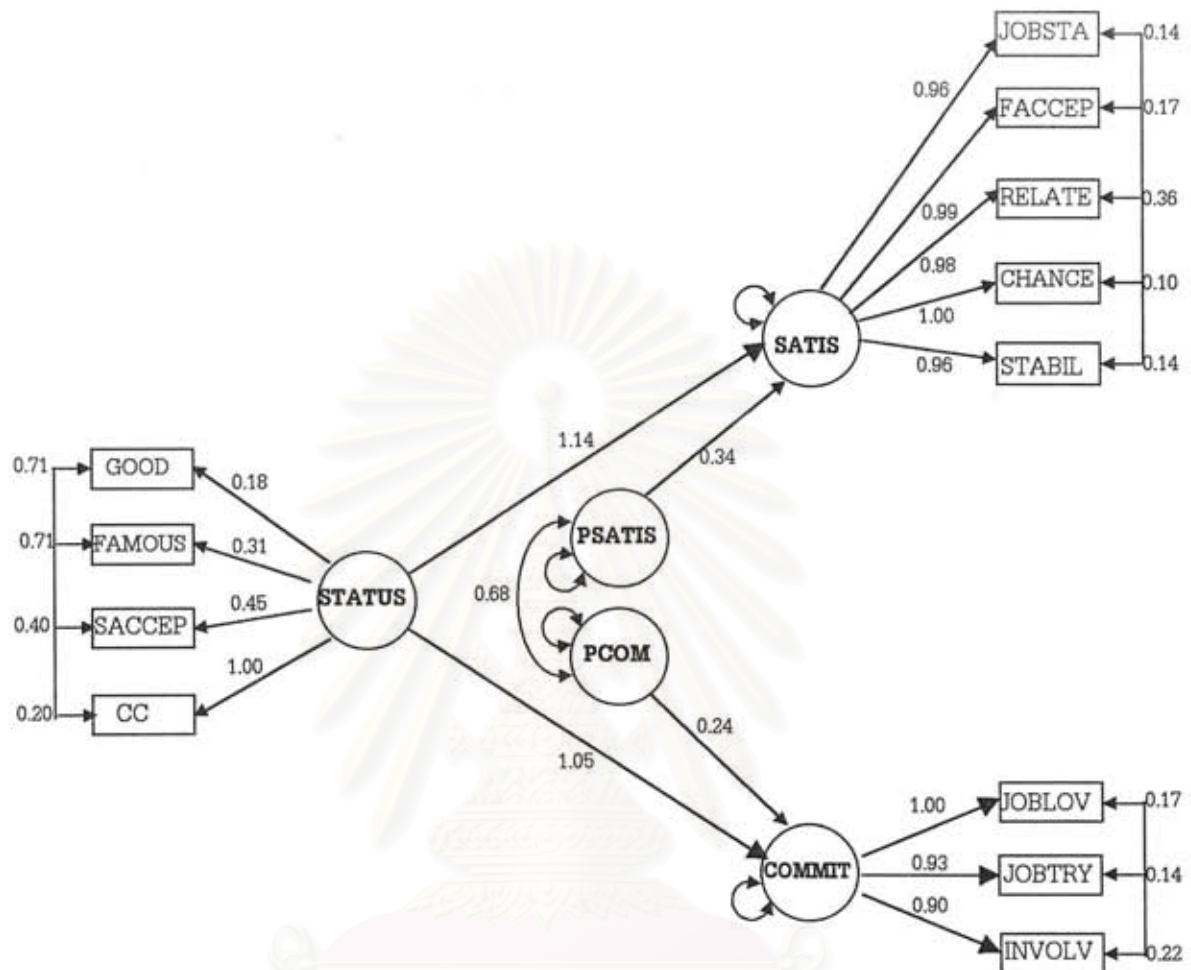 JOBSTA 0.14
0.96
FACCEP 0.17
RELATE 0.36
0.99
0.98
CHANCE 0.10
1.00
SATIS
0.96
STABIL 0.14
1.14
0.34
0.71 GOOD
0.18
PSATIS
0.71 FAMOUS
0.31
0.68
STATUS
0.45
0.40 SACCEP
PCOM
1.00
0.20 CC
0.24
1.05
1.00
JOBLOV 0.17
COMMIT
0.93
JOBTRY 0.14
0.90
INVOLV 0.22